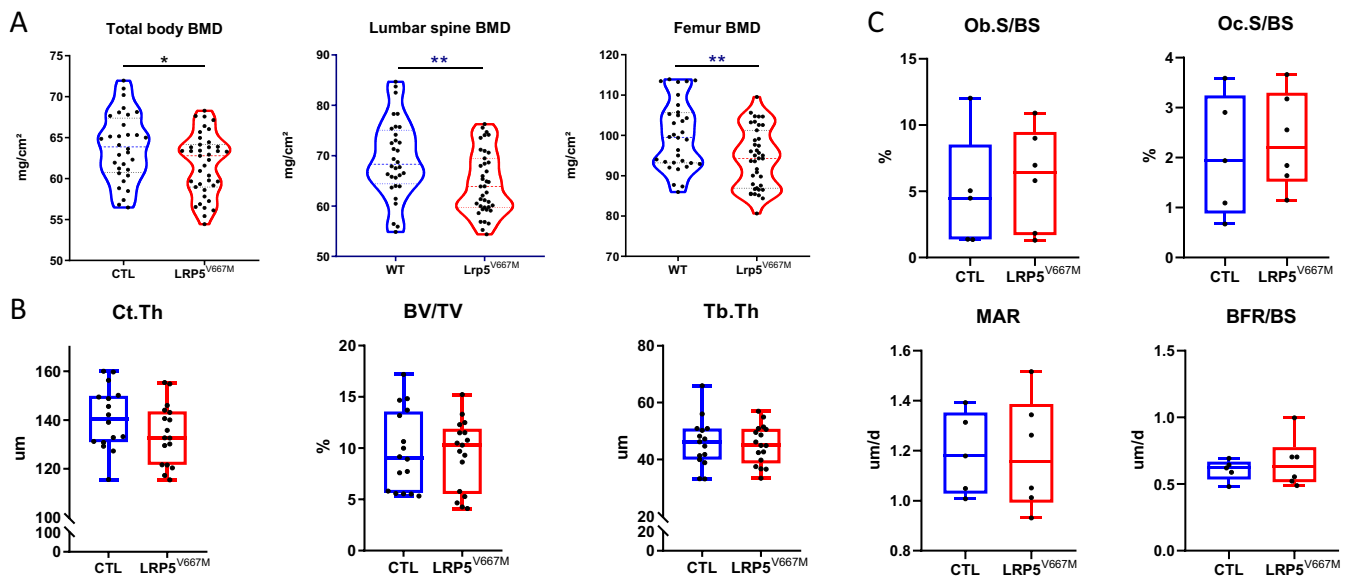 A
Total body BMD
*
75
70
65
60
55
50
mg/cm²
CTL
LRP5V667M
Lumbar spine BMD
**
90
80
70
60
50
mg/cm²
WT
Lrp5V667M
Femur BMD
**
120
110
100
90
80
70
mg/cm²
WT
Lrp5V667M
C
Ob.S/BS
15
10
5
0
%
CTL
LRP5V667M
Oc.S/BS
4
3
2
1
0
%
CTL
LRP5V667M
B
Ct.Th
160
140
120
100
100
0
um
CTL
LRP5V667M
BV/TV
20
15
10
5
0
%
CTL
LRP5V667M
Tb.Th
80
60
40
20
20
0
um
CTL
LRP5V667M
MAR
1.6
1.4
1.2
1.0
0.8
um/d
CTL
LRP5V667M
BFR/BS
1.5
1.0
0.5
0.0
um/d
CTL
LRP5V667M